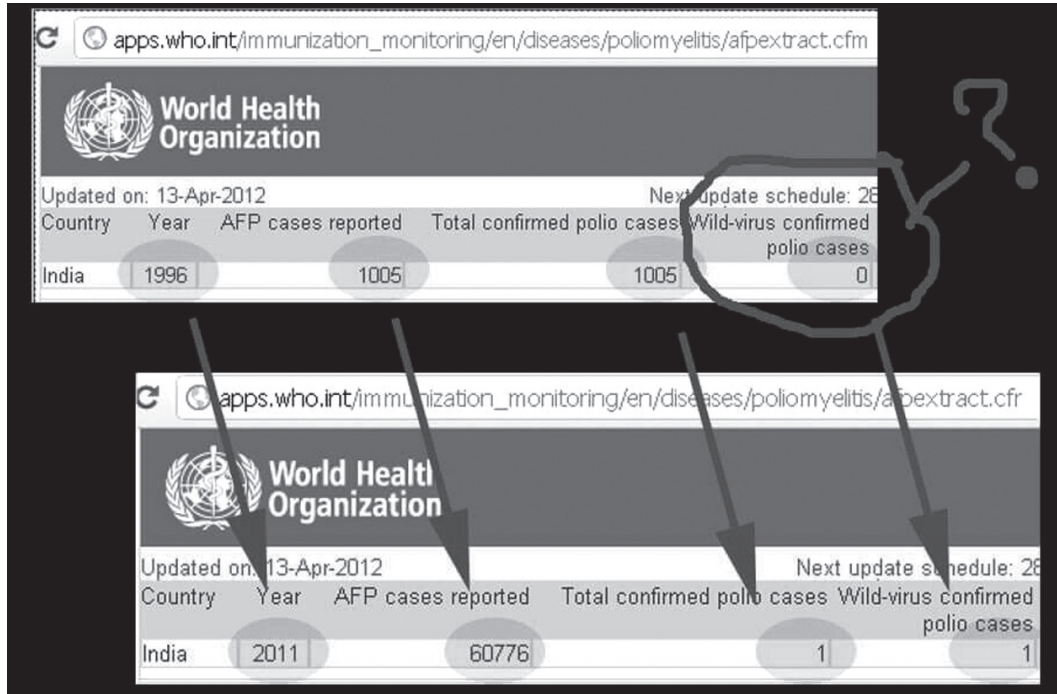 apps.who.int/immunization_monitoring/en/diseases/poliomyelitis/afpextract.cfm
World Health
Organization
Updated on: 13-Apr-2012 Next update schedule: 28
Country Year AFP cases reported Total confirmed polio cases Wild-virus confirmed
polio cases
India 1996 1005 1005 0
?
apps.who.int/immunization_monitoring/en/diseases/poliomyelitis/afpextract.cfr
World Health
Organization
Updated on: 13-Apr-2012 Next update schedule: 28
Country Year AFP cases reported Total confirmed polio cases Wild-virus confirmed
polio cases
India 2011 60776 1 1